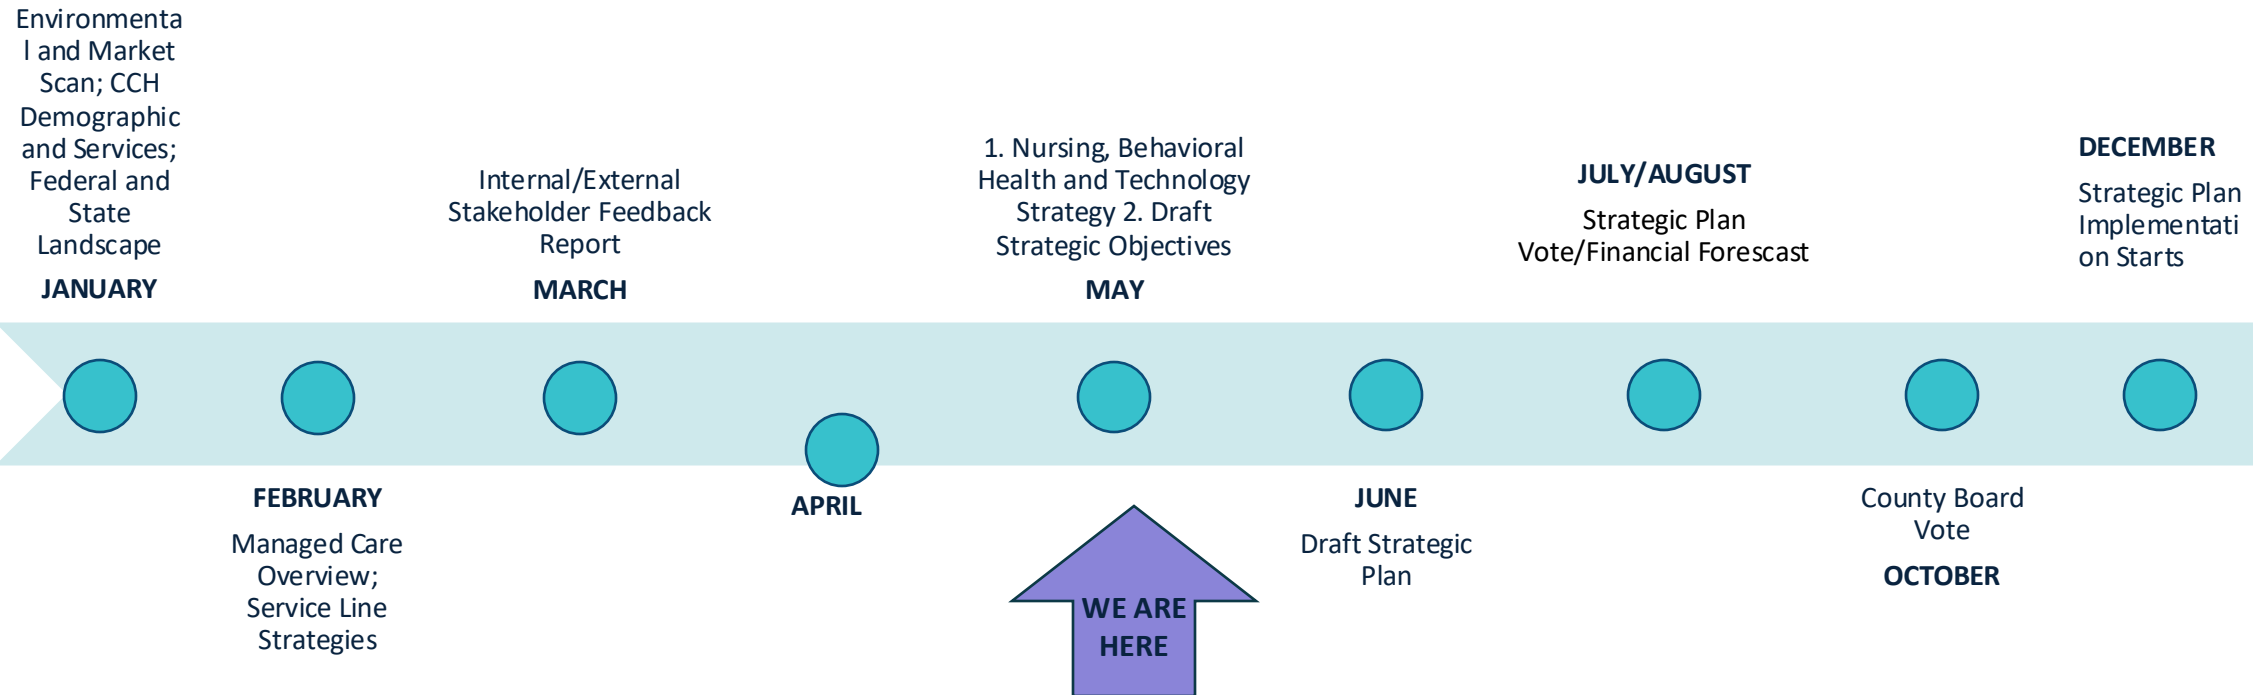 Environmenta
l and Market
Scan; CCH
Demographic
and Services;
Federal and
State
Landscape
JANUARY
FEBRUARY
Managed Care
Overview;
Service Line
Strategies
Internal/External
Stakeholder Feedback
Report
MARCH
APRIL
1. Nursing, Behavioral
Health and Technology
Strategy 2. Draft
Strategic Objectives
MAY
WE ARE
HERE
JUNE
Draft Strategic
Plan
JULY/AUGUST
Strategic Plan
Vote/Financial Forescast
County Board
Vote
OCTOBER
DECEMBER
Strategic Plan
Implementati
on Starts